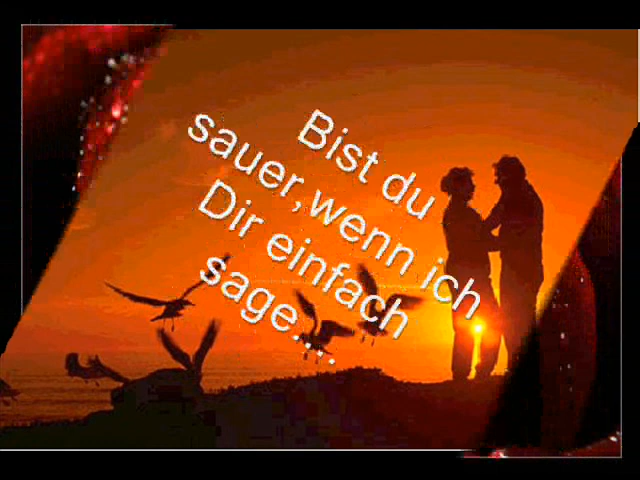 Bist du
sauer,wenn ich
Dir einfach
sage....